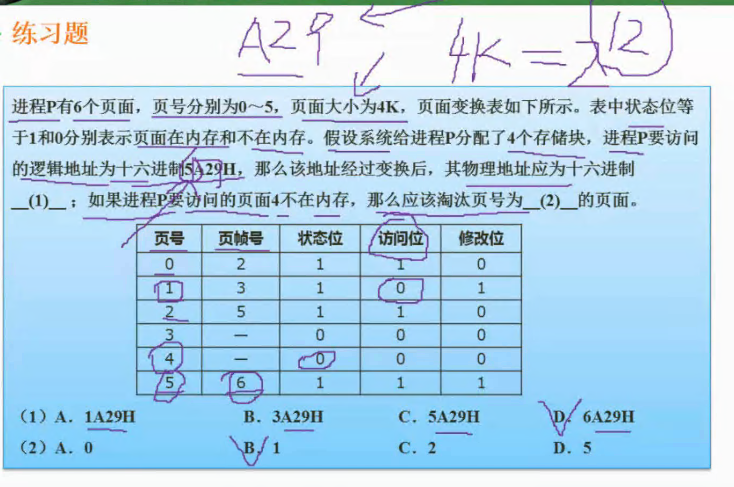 练习题
A29
4K=2 12
进程P有6个页面，页号分别为0～5，页面大小为4K，页面变换表如下所示。表中状态位等
于1和0分别表示页面在内存和不在内存。假设系统给进程P分配了4个存储块，进程P要访问
的逻辑地址为十六进制5A29H，那么该地址经过变换后，其物理地址应为十六进制
__(1)__；如果进程P要访问的页面4不在内存，那么应该淘汰页号为__(2)__的页面。
页号 页帧号 状态位 访问位 修改位
0 2 1 1 0
1 3 1 0 1
2 5 1 1 0
3 — 0 0 0
4 — 0 0 0
5 6 1 1 1
（1）A．1A29H B．3A29H C．5A29H D．6A29H
（2）A．0 B．1 C．2 D．5